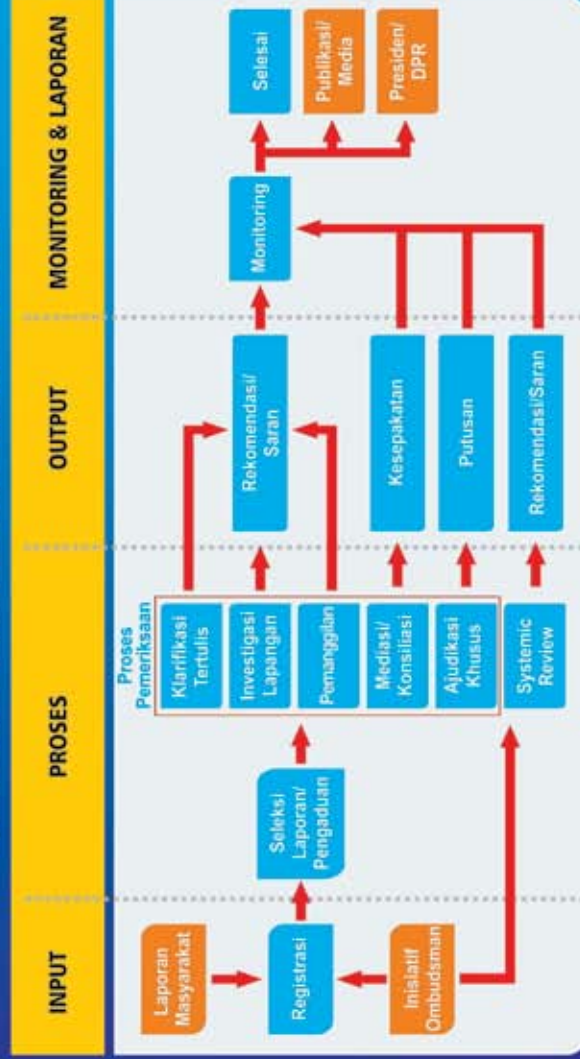 INPUT
PROSES
OUTPUT
MONITORING & LAPORAN
Laporan
Masyarakat
Registrasi
Inisiatif
Ombudsman
Seleksi
Laporan/
Pengaduan
Proses
Pemeriksaan
Klarifikasi
Tertulis
Investigasi
Lapangan
Pemanggilan
Mediasi/
Konsiliasi
Ajudikasi
Khusus
Systemic
Review
Rekomendasi/
Saran
Kesepakatan
Putusan
Rekomendasi/Saran
Monitoring
Selesai
Publikasi/
Media
Presiden/
DPR